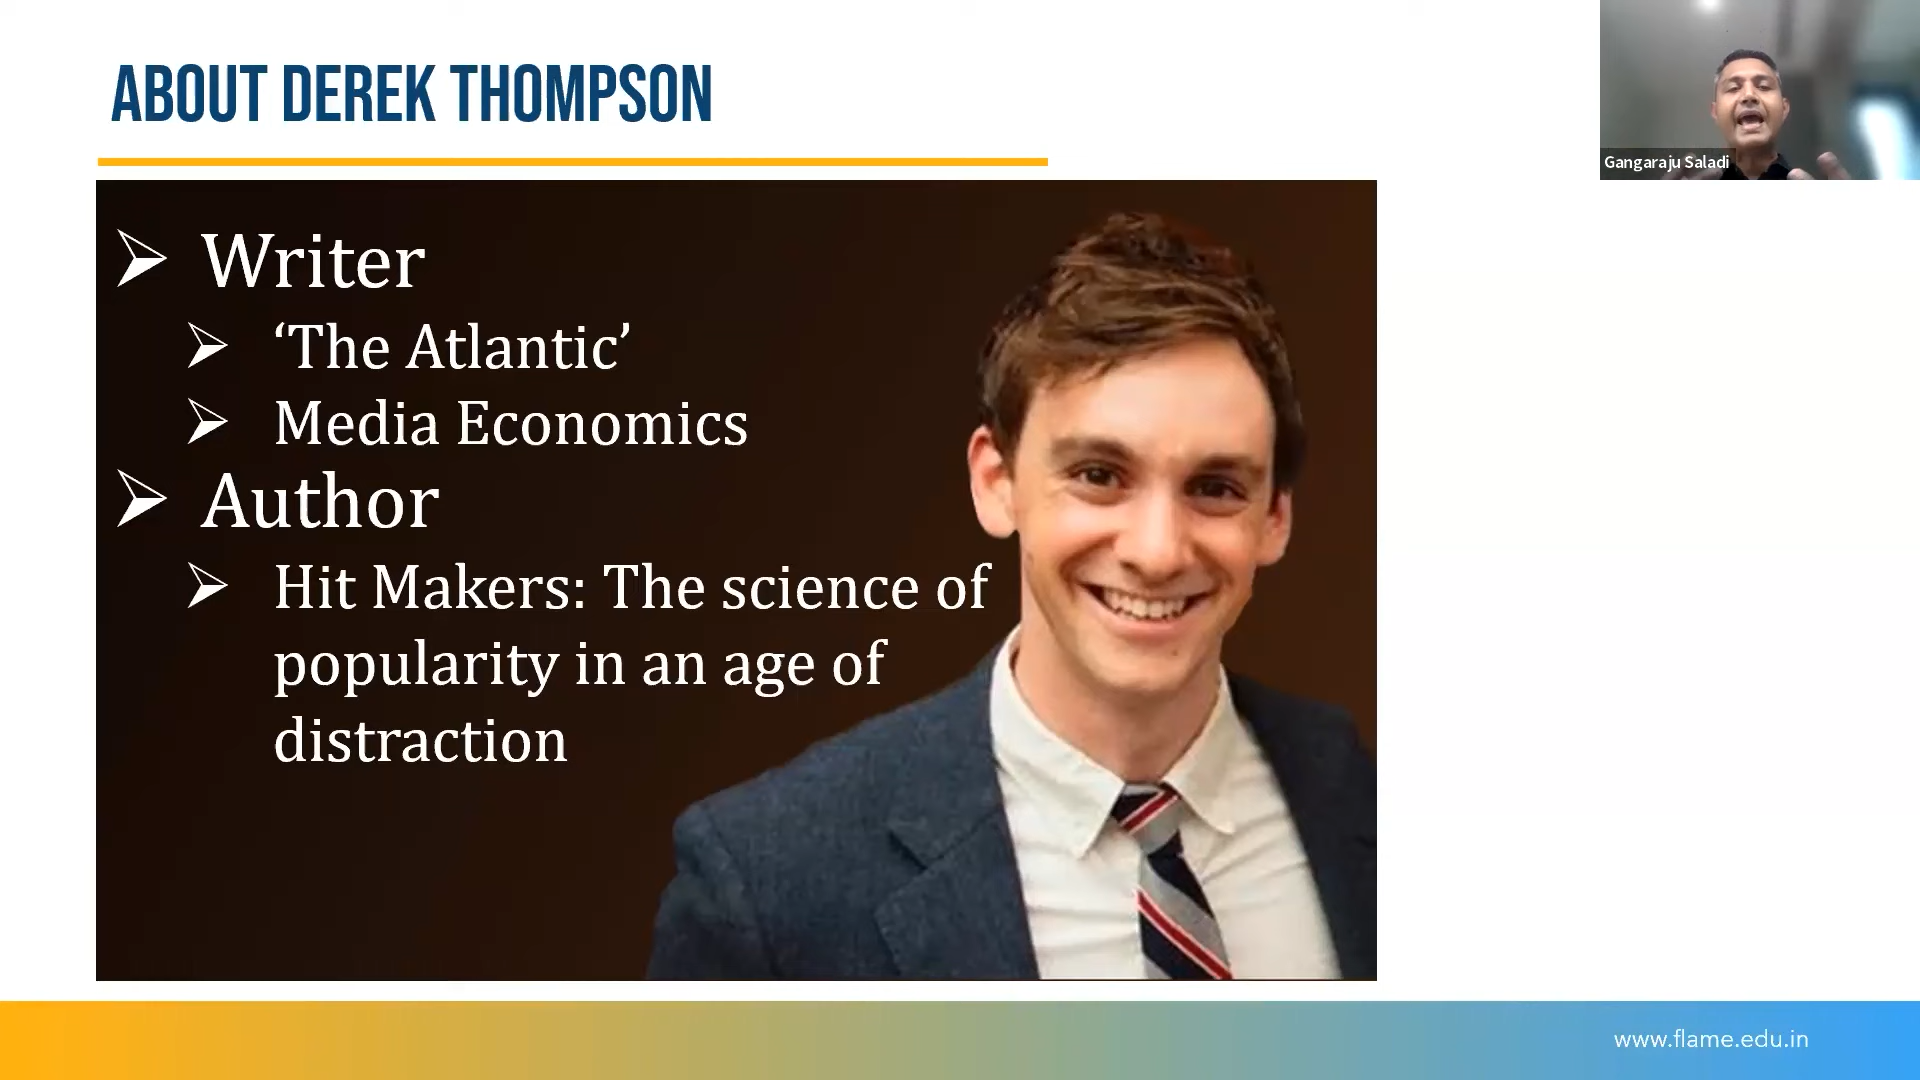 ABOUT DEREK THOMPSON
Gangaraju Saladi
Writer
‘The Atlantic’
Media Economics
Author
Hit Makers: The science of
popularity in an age of
distraction
www.flame.edu.in